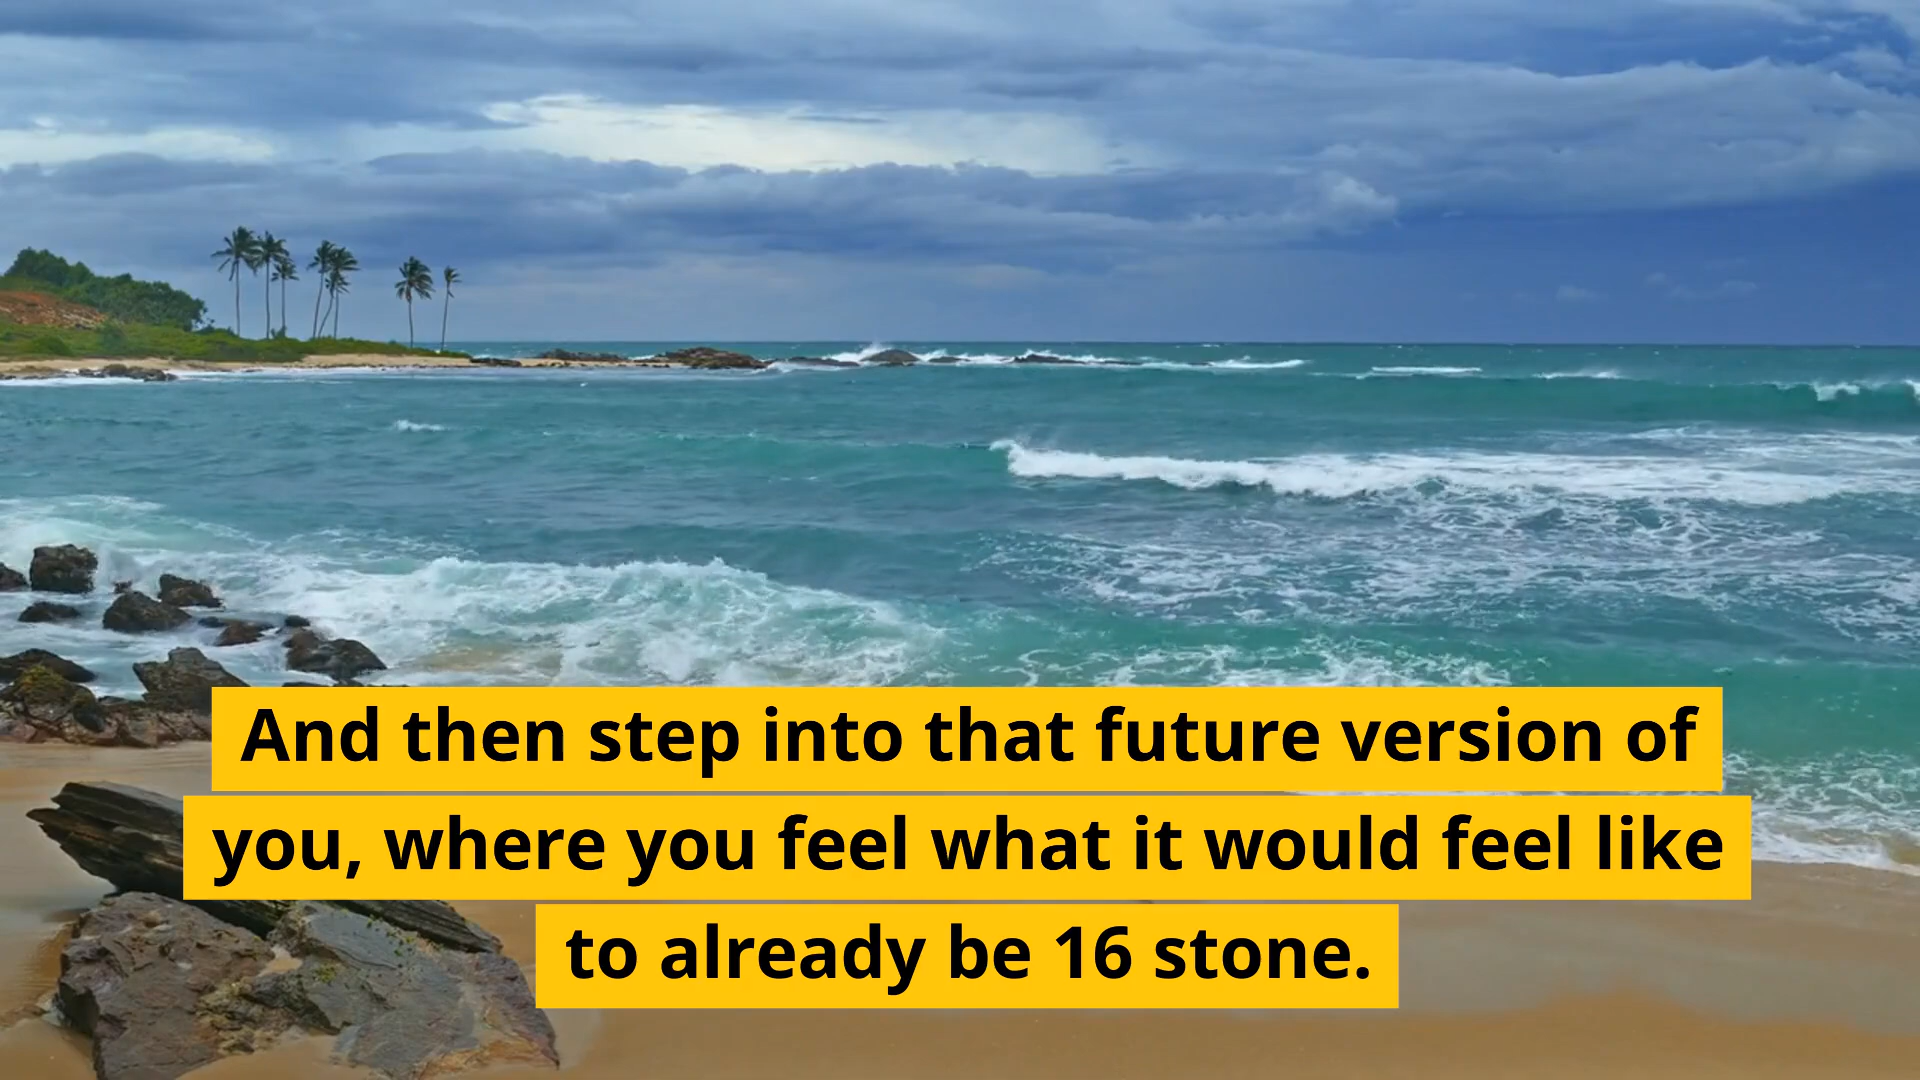 And then step into that future version of
you, where you feel what it would feel like
to already be 16 stone.